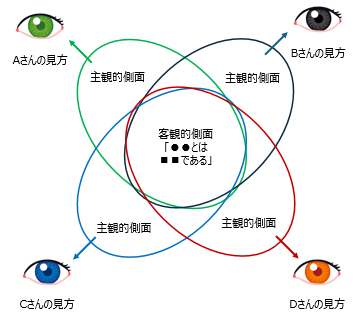 Aさんの見方
Bさんの見方
主観的側面
主観的側面
客観的側面
「●●とは
■■である」
主観的側面
主観的側面
Cさんの見方
Dさんの見方